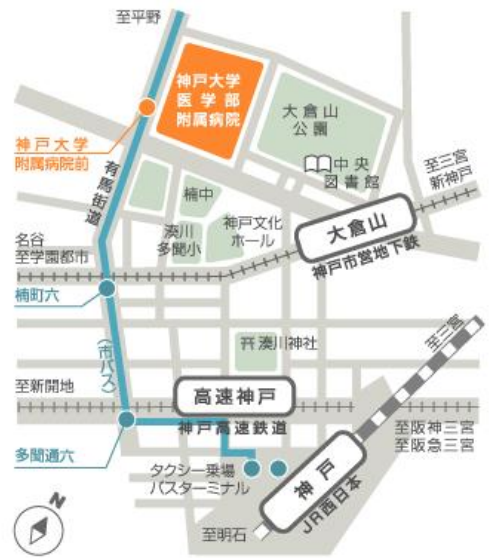 至平野
神戸大学
医学部
附属病院
大倉山
公園
神戸大学
附属病院前
中央
図書館
至三宮
新神戸
有馬街道
楠中
湊川
多聞小
神戸文化
ホール
大倉山
神戸市営地下鉄
名谷
至学園都市
楠町六
(市バス)
湊川神社
至三宮
至新開地
高速神戸
神戸高速鉄道
至阪神三宮
至阪急三宮
多聞通六
タクシー乗場
バスターミナル
神戸
JR西日本
至明石
N